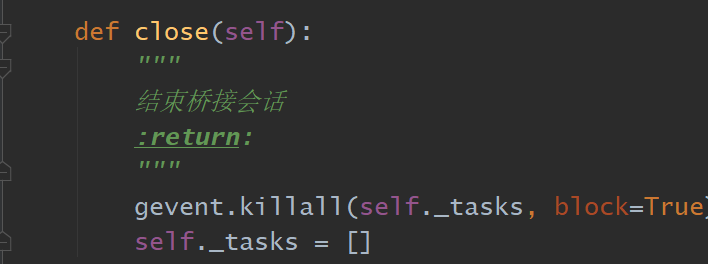 def close(self):
"""
结束桥接会话
:return:
"""
gevent.killall(self._tasks, block=True)
self._tasks = []